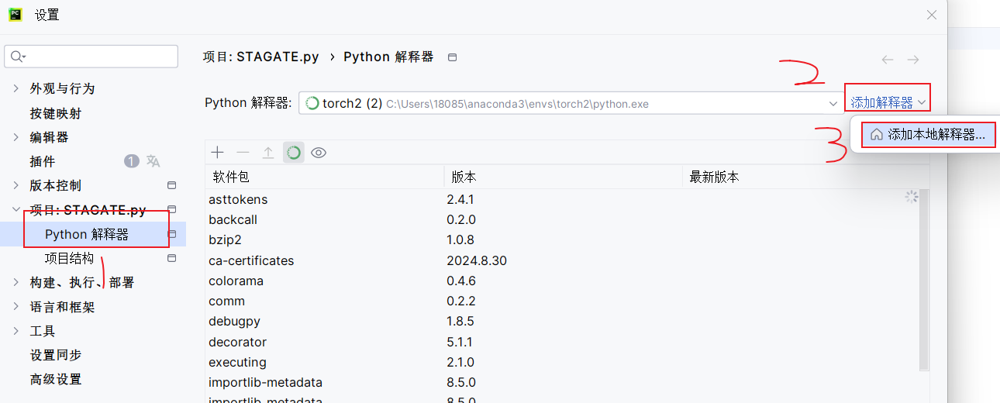 PC 设置
项目: STAGATE.py › Python 解释器
外观与行为
按键映射
编辑器
插件 1
版本控制
项目: STAGATE.py
Python 解释器
项目结构
构建、执行、部署
语言和框架
工具
设置同步
高级设置
1
Python 解释器: torch2 (2) C:\Users\18085\anaconda3\envs\torch2\python.exe
2
添加解释器
3
添加本地解释器...
软件包 版本 最新版本
asttokens 2.4.1
backcall 0.2.0
bzip2 1.0.8
ca-certificates 2024.8.30
colorama 0.4.6
comm 0.2.2
debugpy 1.8.5
decorator 5.1.1
executing 2.1.0
importlib-metadata 8.5.0
importlib_metadata 8.5.0